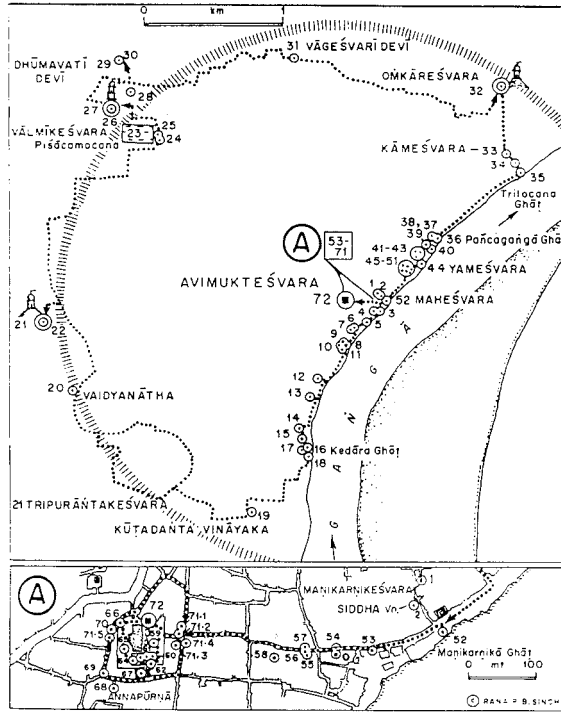 0 km 1
31 VĀGEŚVARĪ DEVĪ
30
DHŪMAVATĪ
DEVĪ
29
28
OṂKĀREŚVARA
32
27
26
VĀLMĪKEŚVARA
23-
25
24
Piśācamocana
KĀMEŚVARA
33
34
35
Trilocana
Ghāṭ
38, 37
39
36 Pañcagaṅgā Ghāṭ
40
41-43
45-51
44 YAMEŚVARA
A
53-
71
AVIMUKTEŚVARA
72
1
2
52 MAHEŚVARA
3
4
5
6
7
8
9
10
11
21
22
12
13
20
VAIDYANĀTHA
14
15
16
17
Kedāra Ghāṭ
18
GAṄGĀ
19
21 TRIPURĀNTAKEŚVARA
KŪṬADANTA VINĀYAKA
A
MAṆIKARṆIKEŚVARA
1
SIDDHA Vn.
2
52
Maṇikarṇikā Ghāṭ
0 mt 100
72
66
70
71-5
65
64
59
60
71-1
71-2
71-4
71-3
57
54
53
58
56
55
69
67
68
ANNAPŪRṆĀ
© RANA P. B. SINGH